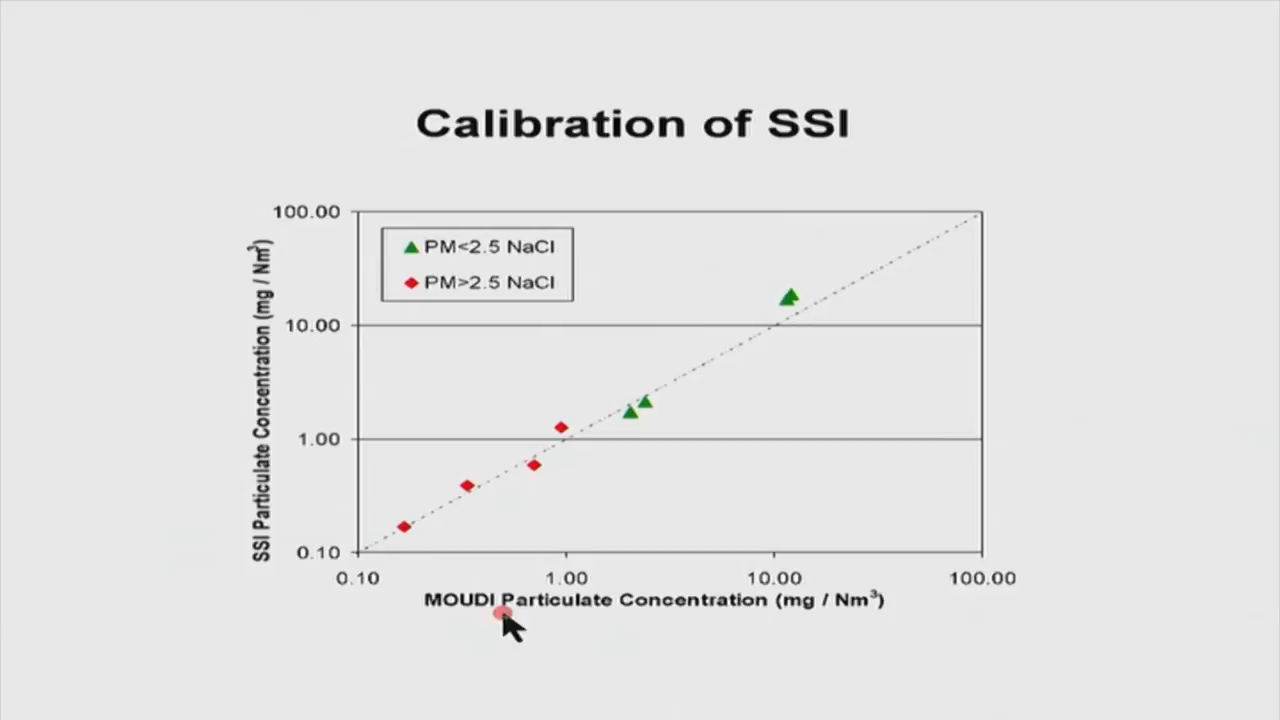 Calibration of SSI
100.00
PM<2.5 NaCl
PM>2.5 NaCl
10.00
1.00
0.10
SSI Particulate Concentration (mg / Nm³)
0.10 1.00 10.00 100.00
MOUDI Particulate Concentration (mg / Nm³)